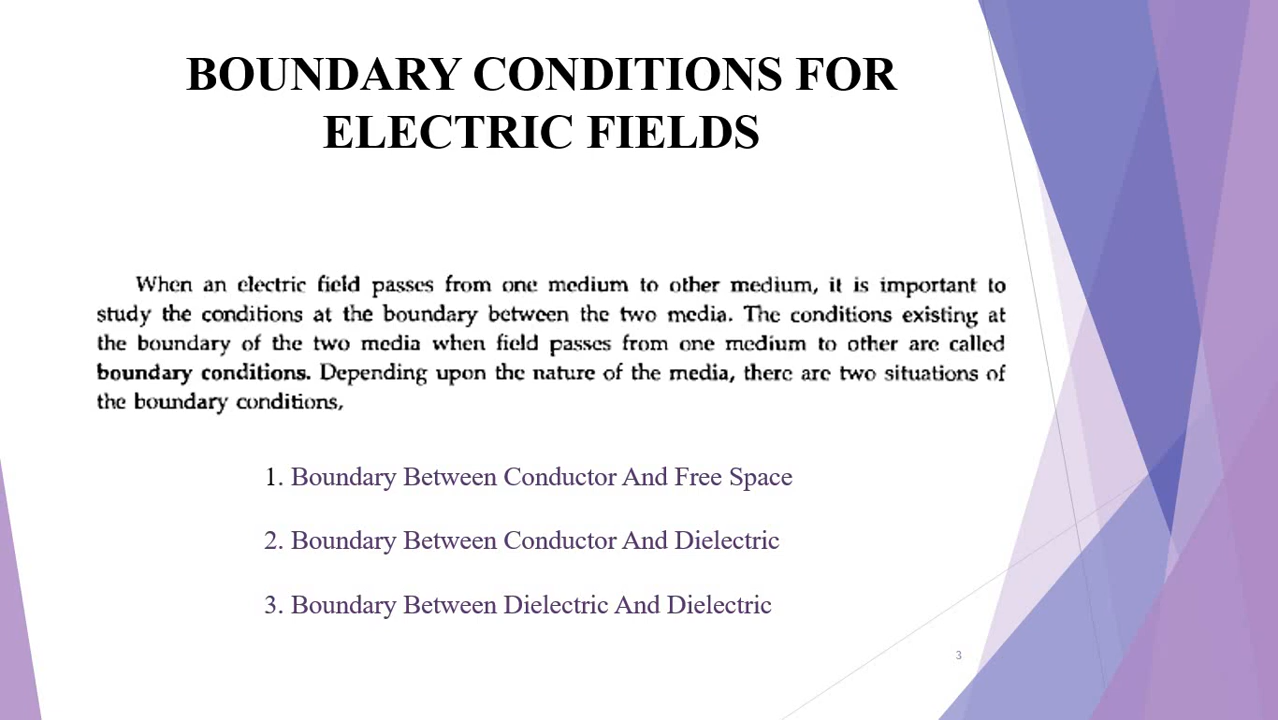 BOUNDARY CONDITIONS FOR
ELECTRIC FIELDS
When an electric field passes from one medium to other medium, it is important to
study the conditions at the boundary between the two media. The conditions existing at
the boundary of the two media when field passes from one medium to other are called
boundary conditions. Depending upon the nature of the media, there are two situations of
the boundary conditions,
1. Boundary Between Conductor And Free Space
2. Boundary Between Conductor And Dielectric
3. Boundary Between Dielectric And Dielectric
3